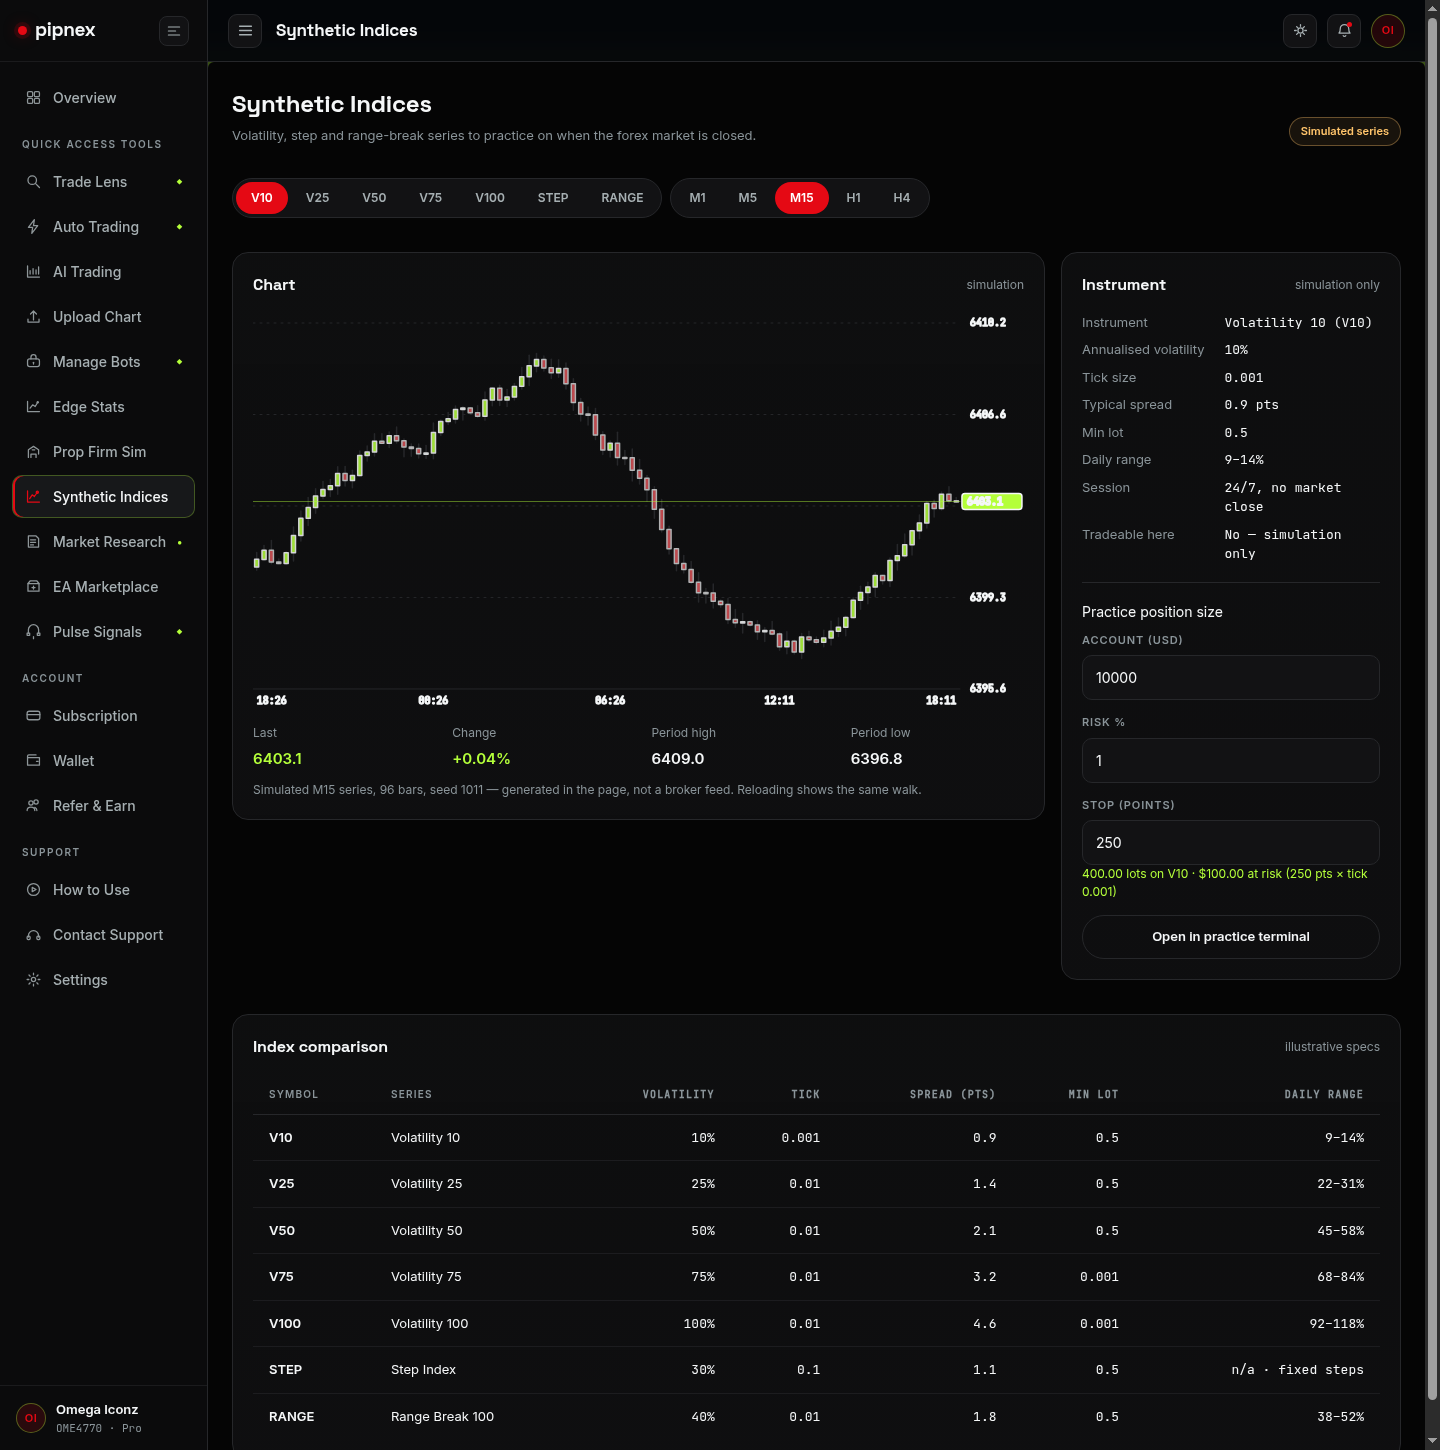 pipnex
Synthetic Indices
OI
Overview
QUICK ACCESS TOOLS
Trade Lens
Auto Trading
AI Trading
Upload Chart
Manage Bots
Edge Stats
Prop Firm Sim
Synthetic Indices
Market Research
EA Marketplace
Pulse Signals
ACCOUNT
Subscription
Wallet
Refer & Earn
SUPPORT
How to Use
Contact Support
Settings
OI
Omega Iconz
OME4770 · Pro
Synthetic Indices
Volatility, step and range-break series to practice on when the forex market is closed.
Simulated series
V10 V25 V50 V75 V100 STEP RANGE
M1 M5 M15 H1 H4
Chart simulation
6410.2
6406.6
6403.1
6399.3
6395.6
18:26 00:26 06:26 12:11 18:11
Last Change Period high Period low
6403.1 +0.04% 6409.0 6396.8
Simulated M15 series, 96 bars, seed 1011 — generated in the page, not a broker feed. Reloading shows the same walk.
Instrument simulation only
Instrument Volatility 10 (V10)
Annualised volatility 10%
Tick size 0.001
Typical spread 0.9 pts
Min lot 0.5
Daily range 9–14%
Session 24/7, no market
close
Tradeable here No — simulation
only
Practice position size
ACCOUNT (USD)
10000
RISK %
1
STOP (POINTS)
250
400.00 lots on V10 · $100.00 at risk (250 pts × tick
0.001)
Open in practice terminal
Index comparison illustrative specs
SYMBOL SERIES VOLATILITY TICK SPREAD (PTS) MIN LOT DAILY RANGE
V10 Volatility 10 10% 0.001 0.9 0.5 9–14%
V25 Volatility 25 25% 0.01 1.4 0.5 22–31%
V50 Volatility 50 50% 0.01 2.1 0.5 45–58%
V75 Volatility 75 75% 0.01 3.2 0.001 68–84%
V100 Volatility 100 100% 0.01 4.6 0.001 92–118%
STEP Step Index 30% 0.1 1.1 0.5 n/a · fixed steps
RANGE Range Break 100 40% 0.01 1.8 0.5 38–52%